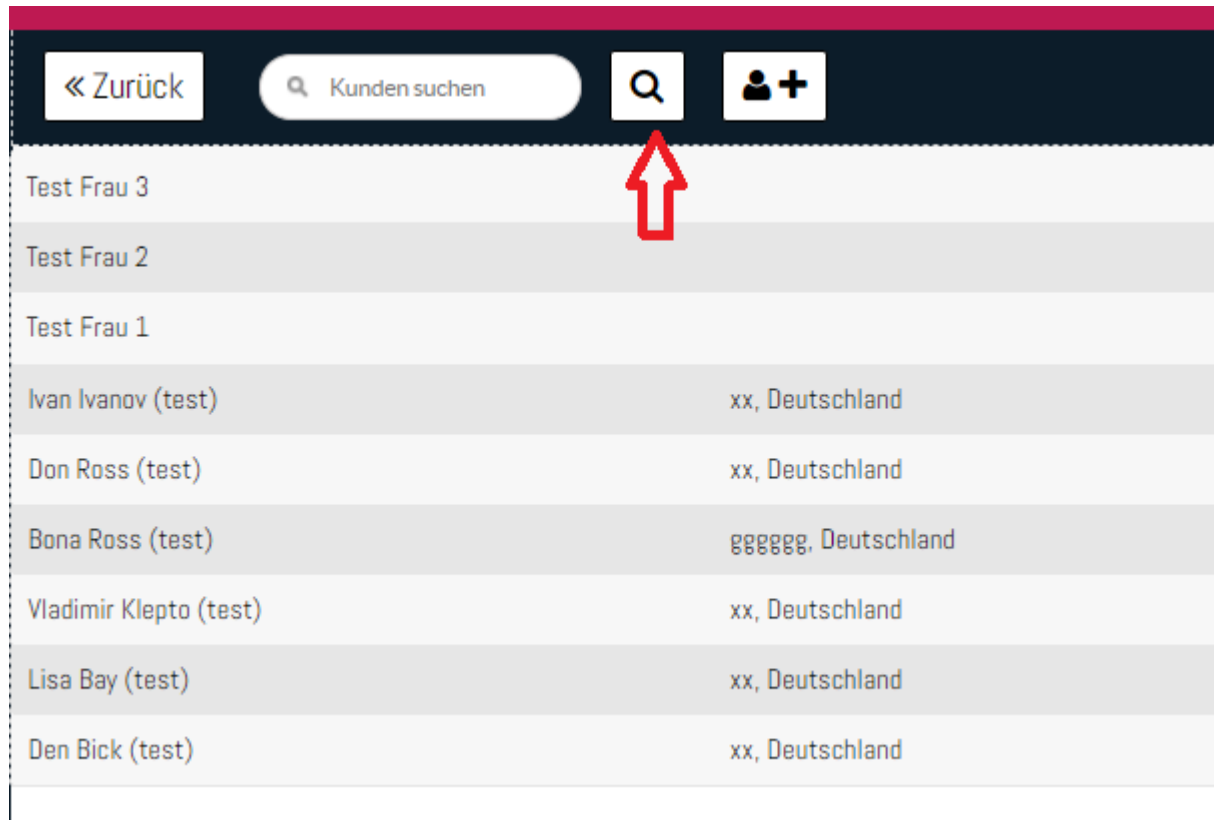 « Zurück Kunden suchen
Test Frau 3
Test Frau 2
Test Frau 1
Ivan Ivanov (test) xx, Deutschland
Don Ross (test) xx, Deutschland
Bona Ross (test) gggggg, Deutschland
Vladimir Klepto (test) xx, Deutschland
Lisa Bay (test) xx, Deutschland
Den Bick (test) xx, Deutschland